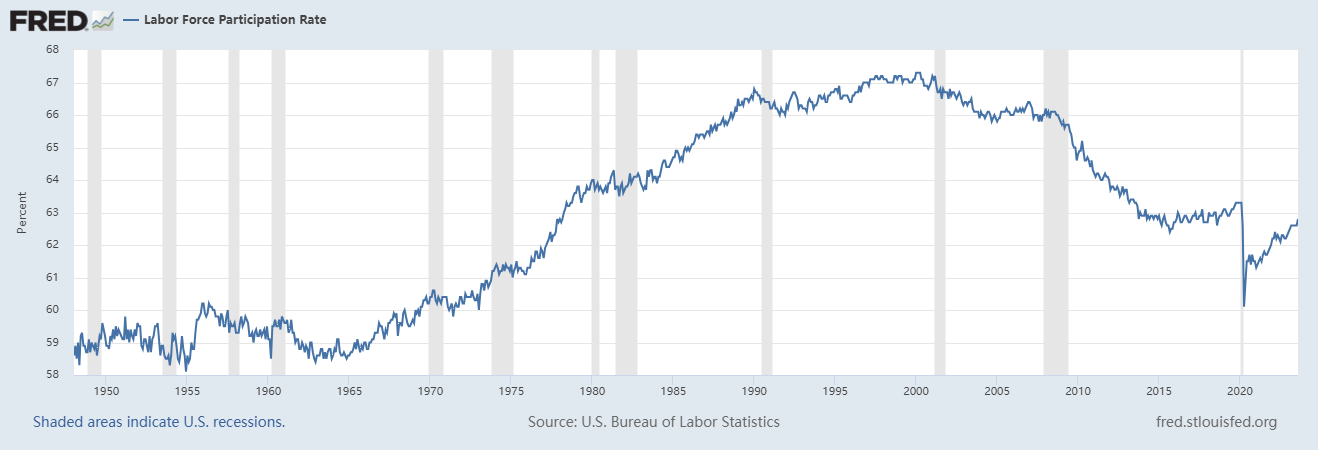 FRED
Labor Force Participation Rate
68
67
66
65
64
63
62
61
60
59
58
Percent
1950 1955 1960 1965 1970 1975 1980 1985 1990 1995 2000 2005 2010 2015 2020
Shaded areas indicate U.S. recessions. Source: U.S. Bureau of Labor Statistics fred.stlouisfed.org